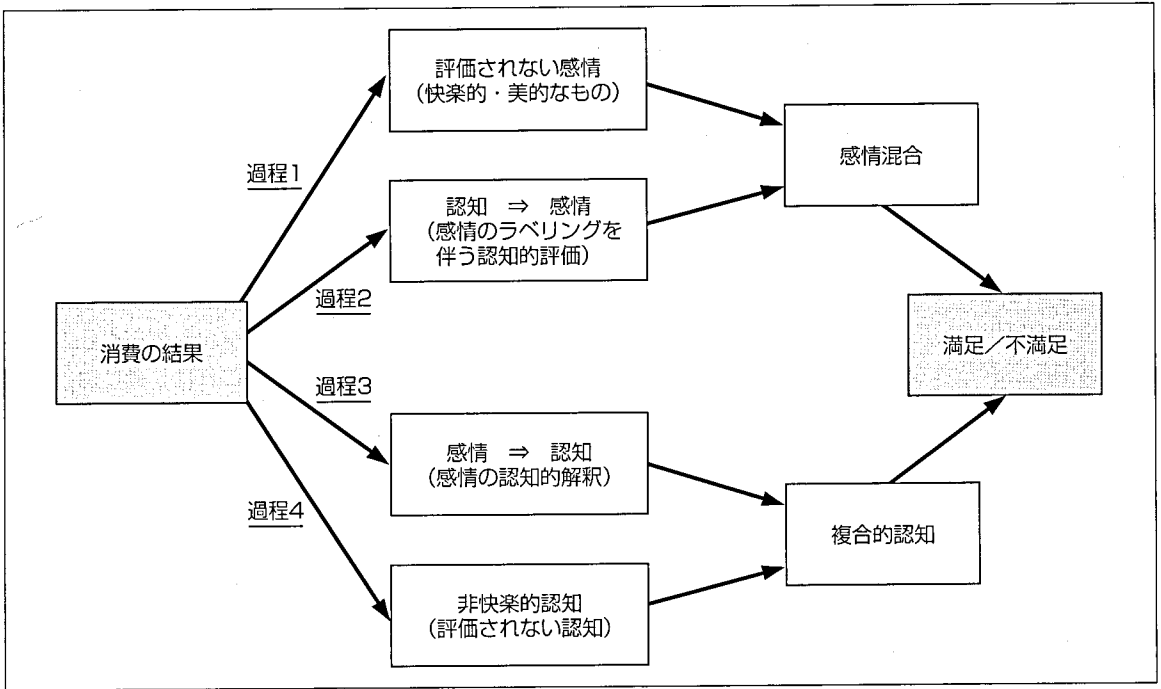 評価されない感情
（快楽的・美的なもの）
感情混合
過程1
認知 ⇒ 感情
（感情のラベリングを
伴う認知的評価）
過程2
消費の結果
満足／不満足
過程3
感情 ⇒ 認知
（感情の認知的解釈）
過程4
複合的認知
非快楽的認知
（評価されない認知）